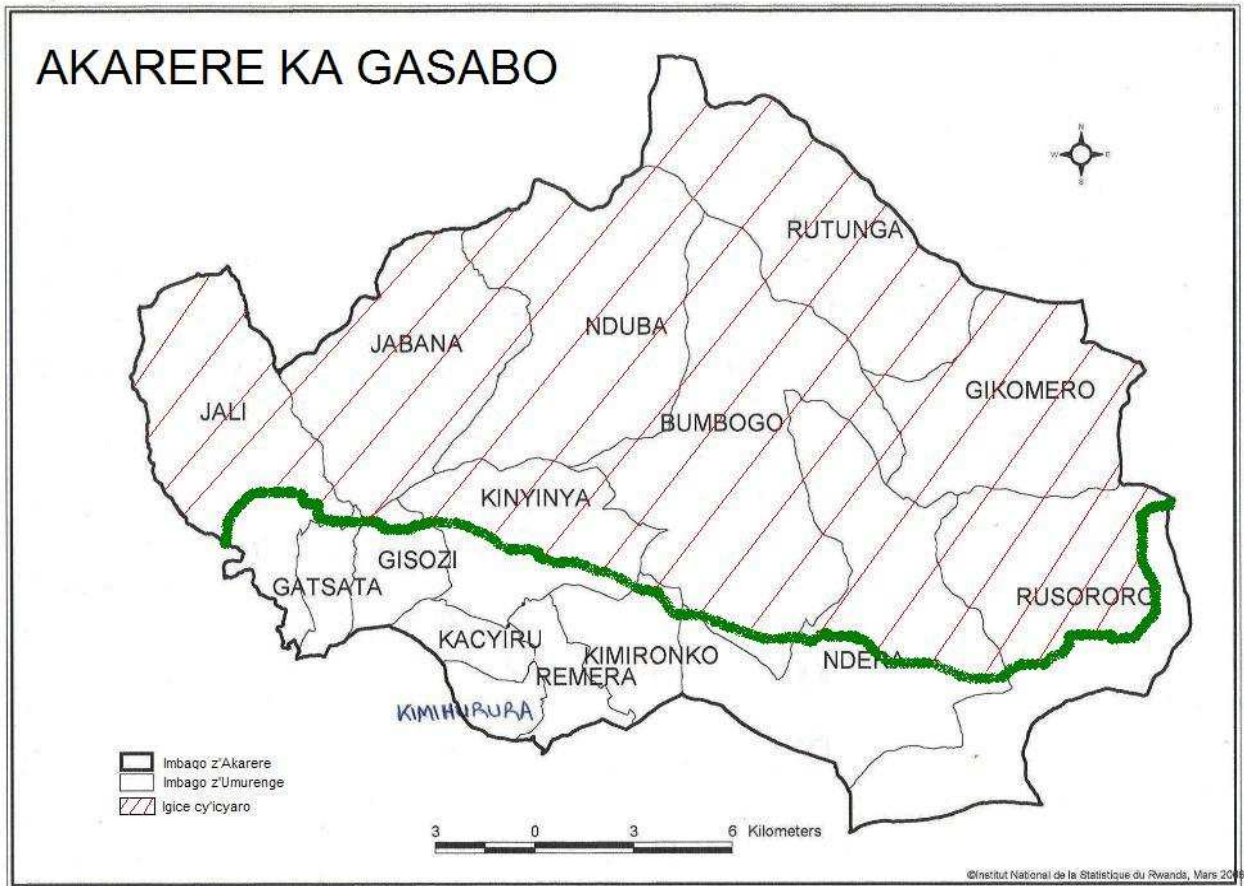 AKARERE KA GASABO
N
W
E
S
RUTUNGA
NDUBA
JABANA
GIKOMERO
JALI
BUMBOGO
KINYINYA
GISOZI
GATSATA
RUSORORO
KACYIRU
KIMIRONKO
NDERA
REMERA
KIMIHURURA
Imbago z'Akarere
Imbago z'Umurenge
Igice cy'icyaro
3 0 3 6 Kilometers
©Institut National de la Statistique du Rwanda, Mars